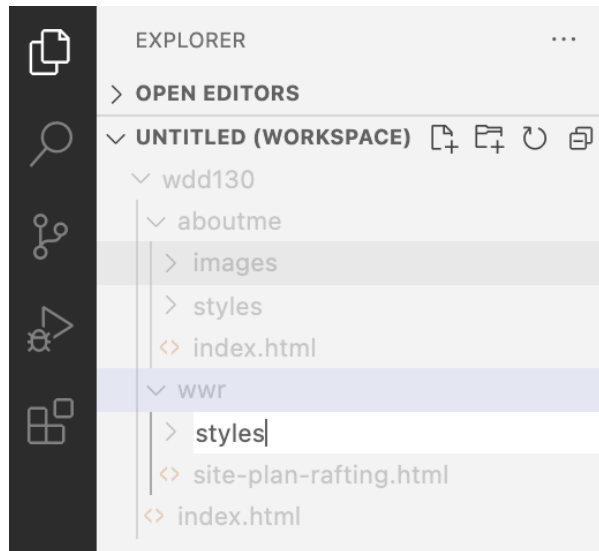 EXPLORER
OPEN EDITORS
UNTITLED (WORKSPACE)
wdd130
aboutme
images
styles
index.html
wwr
styles
site-plan-rafting.html
index.html